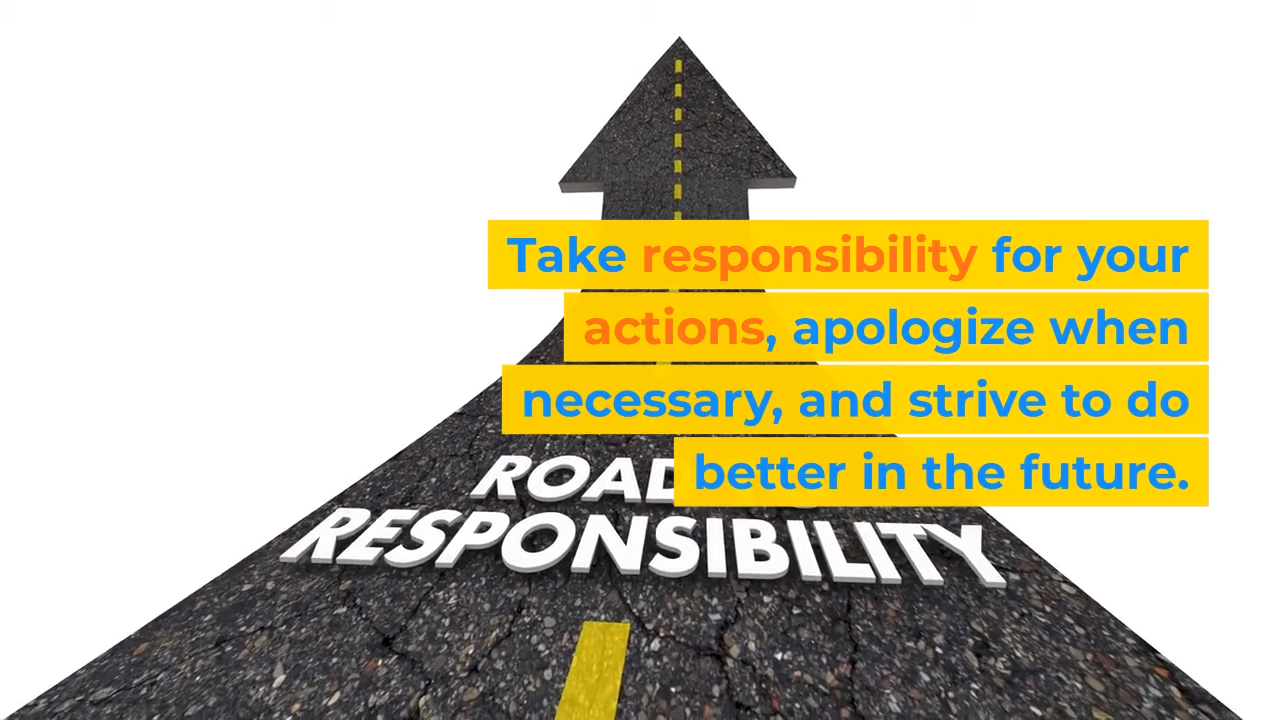 Take responsibility for your
actions, apologize when
necessary, and strive to do
better in the future.
ROAD
RESPONSIBILITY